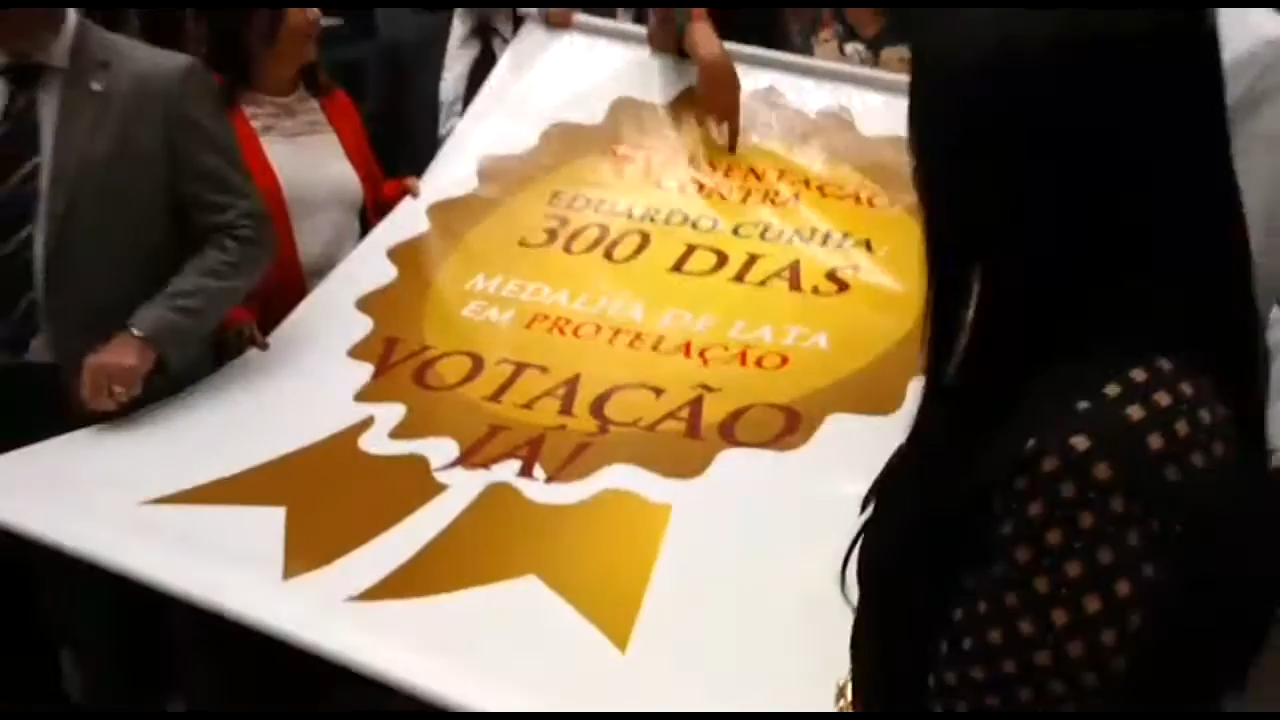 CONTRA
EDUARDO CUNHA:
300 DIAS
MEDALHA DE LATA
EM PROTELAÇÃO
VOTAÇÃO
JÁ!